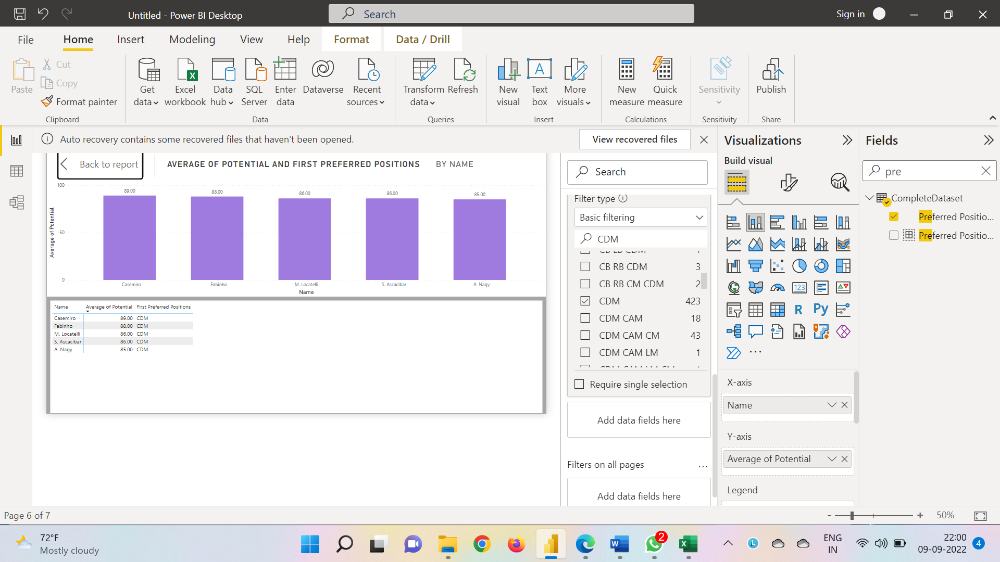 Untitled - Power BI Desktop
Search
Sign in
File
Home
Insert
Modeling
View
Help
Format
Data / Drill
Paste
Cut
Copy
Format painter
Clipboard
Get data
Excel workbook
Data hub
SQL Server
Enter data
Dataverse
Recent sources
Data
Transform data
Refresh
Queries
New visual
Text box
More visuals
Insert
New measure
Quick measure
Calculations
Sensitivity
Sensitivity
Publish
Share
Auto recovery contains some recovered files that haven't been opened.
View recovered files
Back to report
AVERAGE OF POTENTIAL AND FIRST PREFERRED POSITIONS BY NAME
100
50
0
Average of Potential
89.00
88.00
86.00
86.00
85.00
Casemiro
Fabinho
M. Locatelli
S. Ascacibar
A. Nagy
Name
Name Average of Potential First Preferred Positions
Casemiro 89.00 CDM
Fabinho 88.00 CDM
M. Locatelli 86.00 CDM
S. Ascacibar 86.00 CDM
A. Nagy 85.00 CDM
Search
Filter type
Basic filtering
CDM
CB RB CDM 3
CB RB CM CDM 2
CDM 423
CDM CAM 18
CDM CAM CM 43
CDM CAM LM 1
Require single selection
Add data fields here
Filters on all pages ...
Add data fields here
Visualizations
Build visual
123
R
Py
...
X-axis
Name
Y-axis
Average of Potential
Legend
Fields
pre
CompleteDataset
Preferred Positio...
Preferred Positio...
Page 6 of 7
- + 50%
72°F
Mostly cloudy
2
ENG
IN
22:00
09-09-2022
4